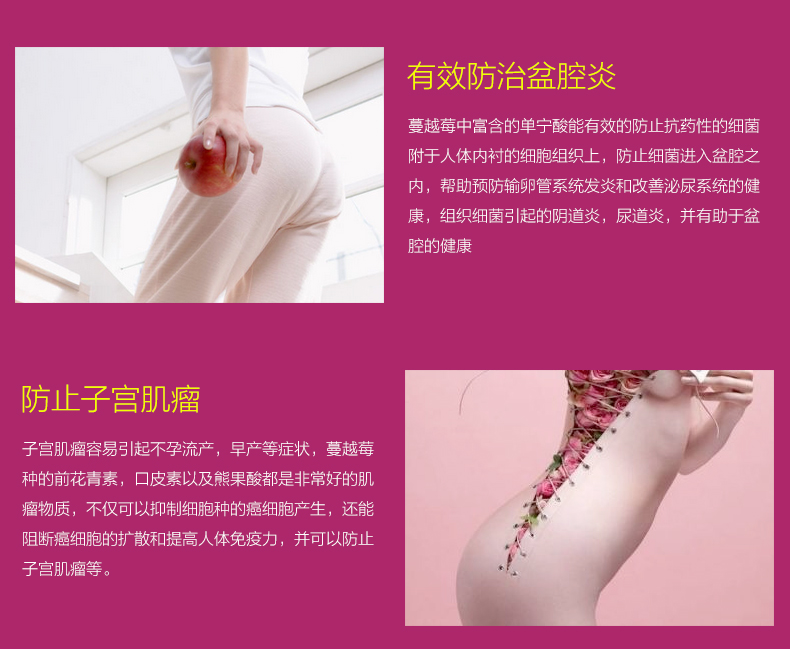 有效防治盆腔炎
蔓越莓中富含的单宁酸能有效的防止抗药性的细菌
附于人体内衬的细胞组织上，防止细菌进入盆腔之
内，帮助预防输卵管系统发炎和改善泌尿系统的健
康，组织细菌引起的阴道炎，尿道炎，并有助于盆
腔的健康
防止子宫肌瘤
子宫肌瘤容易引起不孕流产，早产等症状，蔓越莓
种的前花青素，口皮素以及熊果酸都是非常好的肌
瘤物质，不仅可以抑制细胞种的癌细胞产生，还能
阻断癌细胞的扩散和提高人体免疫力，并可以防止
子宫肌瘤等。